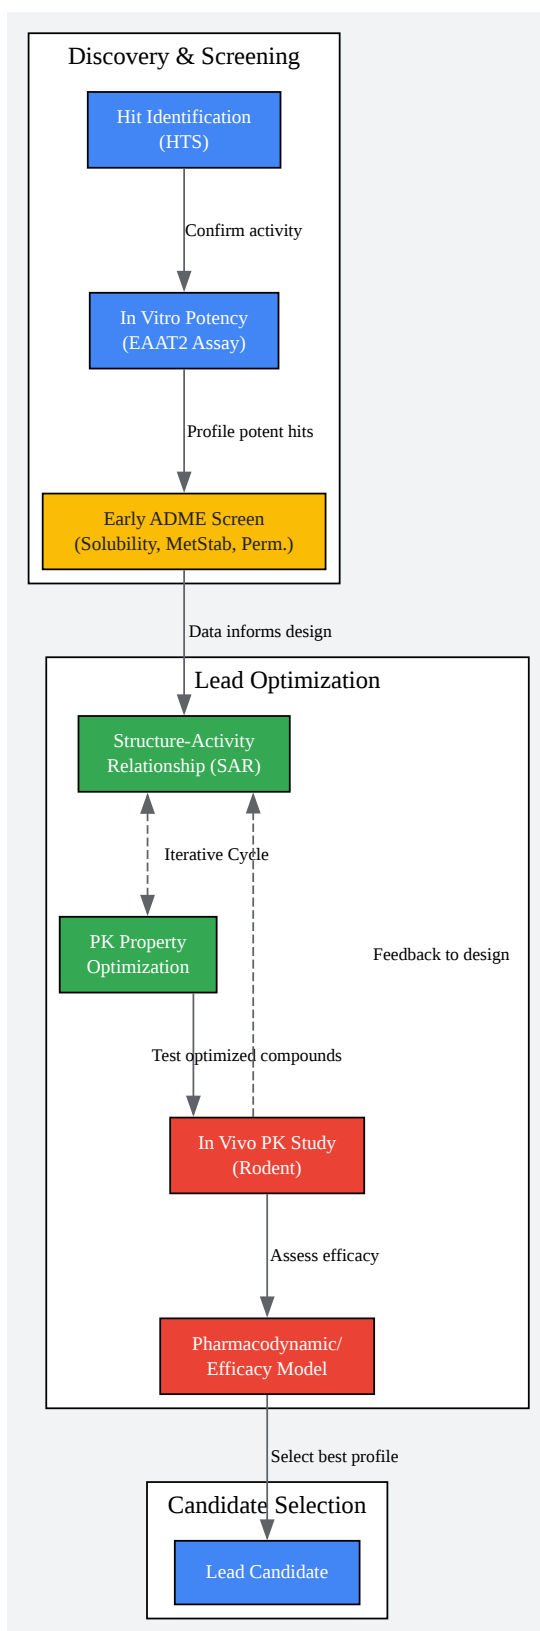 Discovery & Screening
Hit Identification
(HTS)
Confirm activity
In Vitro Potency
(EAAT2 Assay)
Profile potent hits
Early ADME Screen
(Solubility, MetStab, Perm.)
Data informs design
Lead Optimization
Structure-Activity
Relationship (SAR)
Iterative Cycle
PK Property
Optimization
Feedback to design
Test optimized compounds
In Vivo PK Study
(Rodent)
Assess efficacy
Pharmacodynamic/
Efficacy Model
Select best profile
Candidate Selection
Lead Candidate